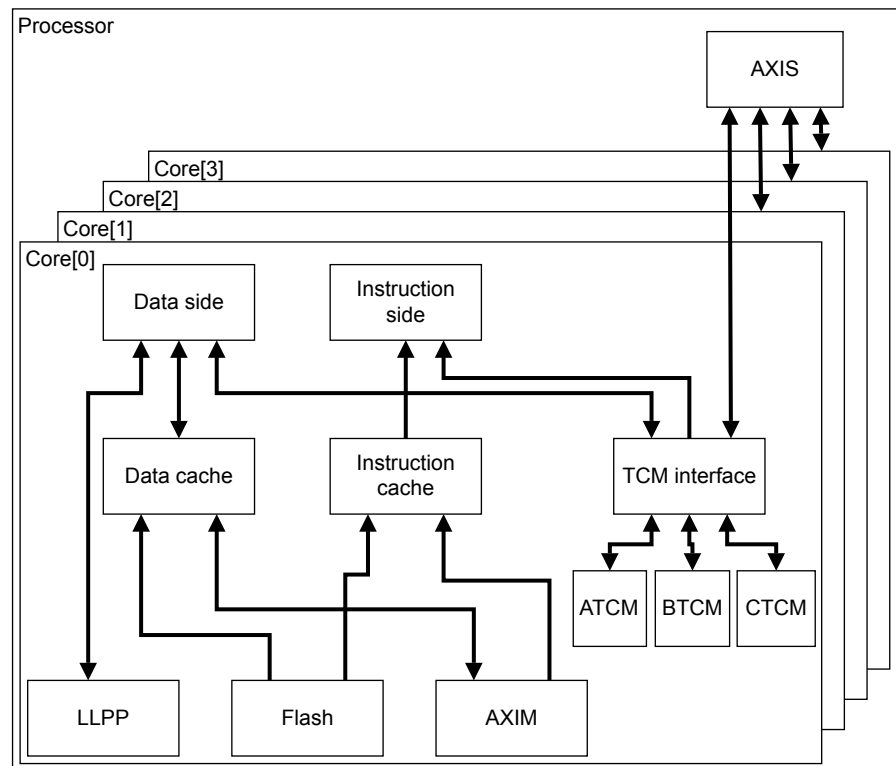 Processor
AXIS
Core[3]
Core[2]
Core[1]
Core[0]
Data side
Instruction
side
Data cache
Instruction
cache
TCM interface
ATCM
BTCM
CTCM
LLPP
Flash
AXIM